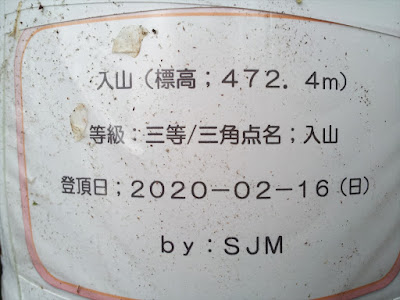 入山（標高；４７２．４ｍ）
等級：三等/三角点名；入山
登頂日；２０２０－０２－１６（日）
ｂｙ：ＳＪＭ